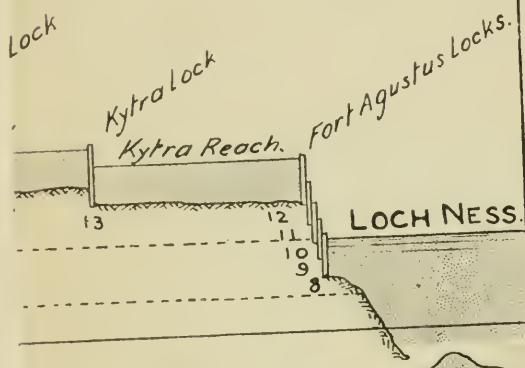 Lock
Kytra Lock
Kytra Reach.
Fort Agustus Locks.
LOCH NESS.
13
12
11
10
9
8